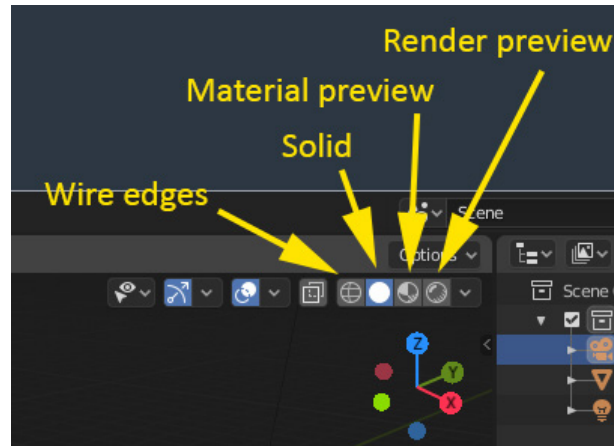 Render preview
Material preview
Solid
Wire edges
Scene
Options
Scene
Z
Y
X